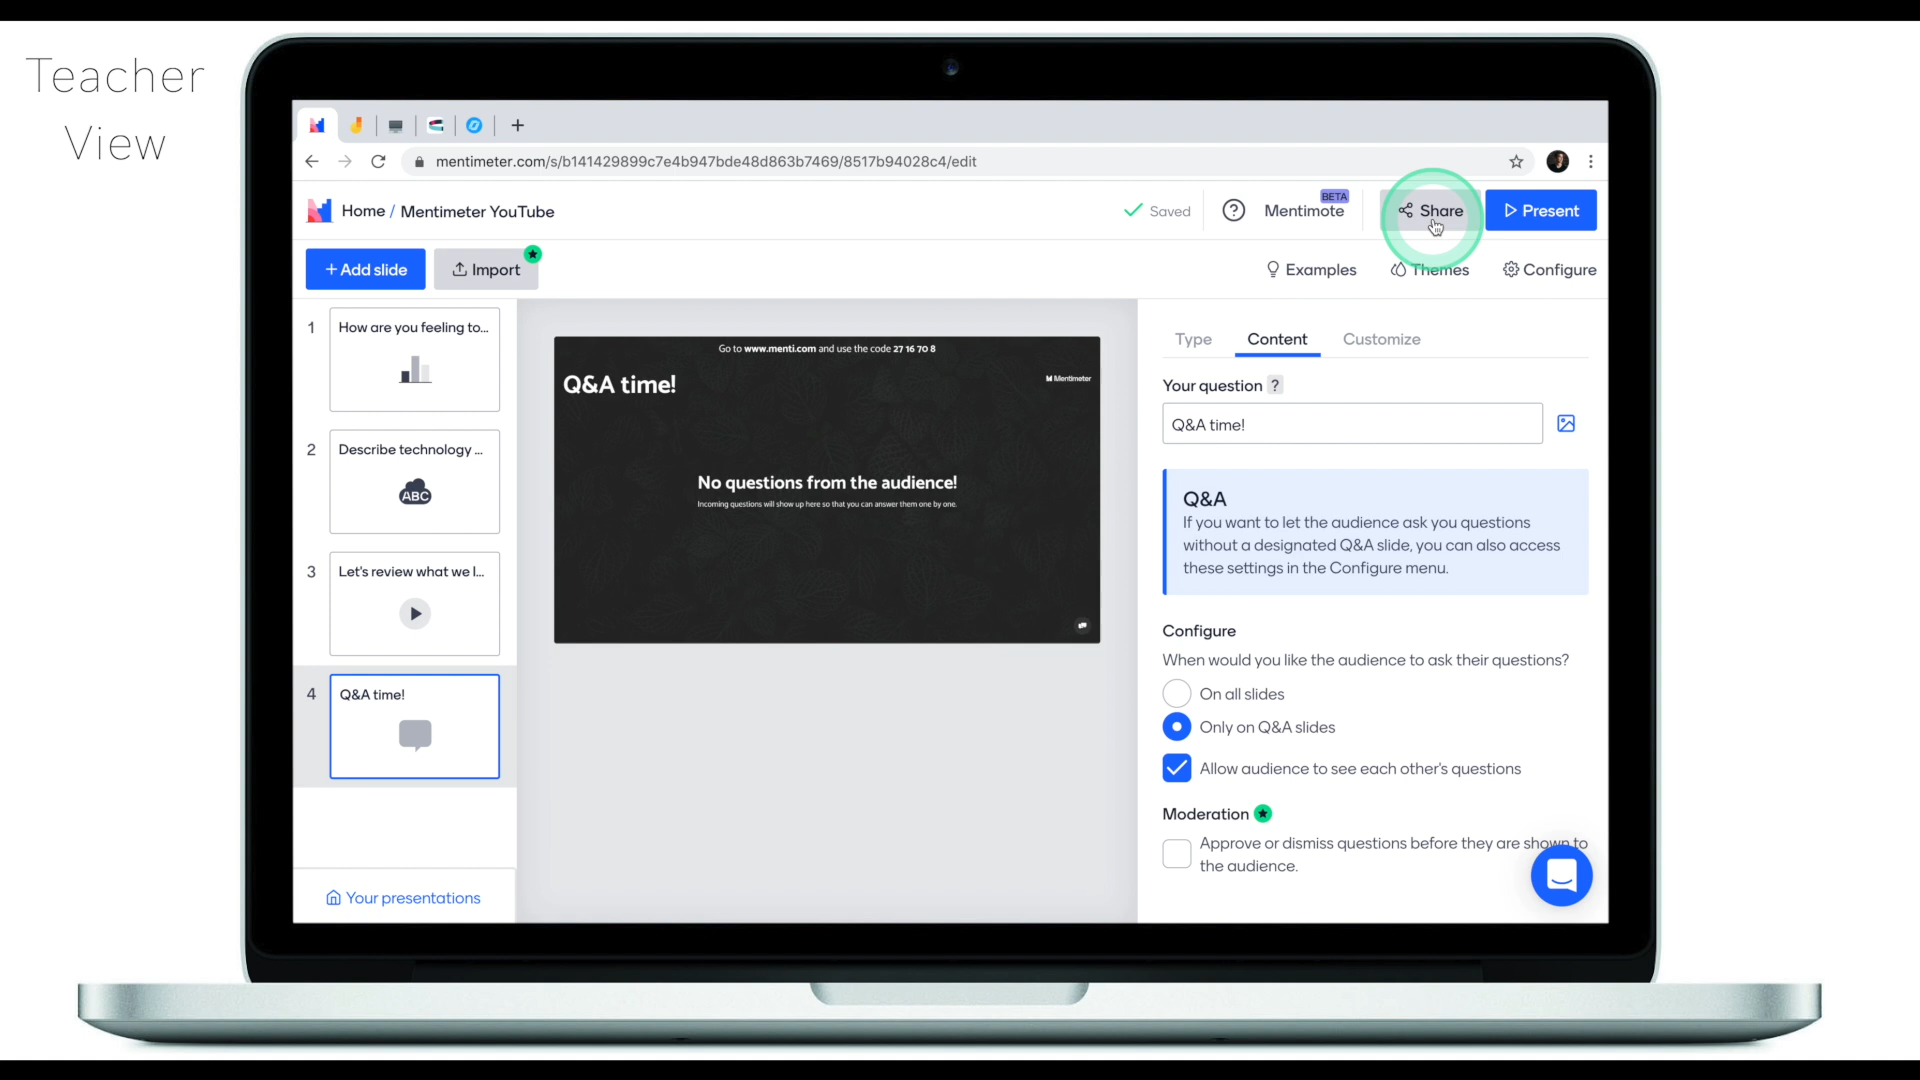 Teacher
View
mentimeter.com/s/b141429899c7e4b947bde48d863b7469/8517b94028c4/edit
Home / Mentimeter YouTube
Saved
Mentimote
BETA
Share
Present
+ Add slide
Import
Examples
Themes
Configure
1
How are you feeling to...
2
Describe technology ...
ABC
3
Let's review what we l...
4
Q&A time!
Your presentations
Go to www.menti.com and use the code 27 16 70 8
Q&A time!
Mentimeter
No questions from the audience!
Incoming questions will show up here so that you can answer them one by one.
Type
Content
Customize
Your question ?
Q&A time!
Q&A
If you want to let the audience ask you questions
without a designated Q&A slide, you can also access
these settings in the Configure menu.
Configure
When would you like the audience to ask their questions?
On all slides
Only on Q&A slides
Allow audience to see each other's questions
Moderation
Approve or dismiss questions before they are shown to
the audience.